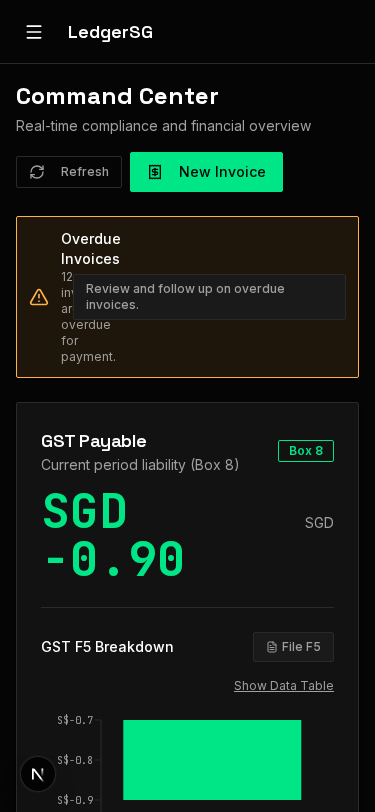 LedgerSG
Command Center
Real-time compliance and financial overview
Refresh
New Invoice
Overdue
Invoices
12
overdue
for
payment.
Review and follow up on overdue
invoices.
GST Payable
Current period liability (Box 8)
Box 8
SGD
-0.90
SGD
GST F5 Breakdown
File F5
Show Data Table
S$-0.7
S$-0.8
S$-0.9
N